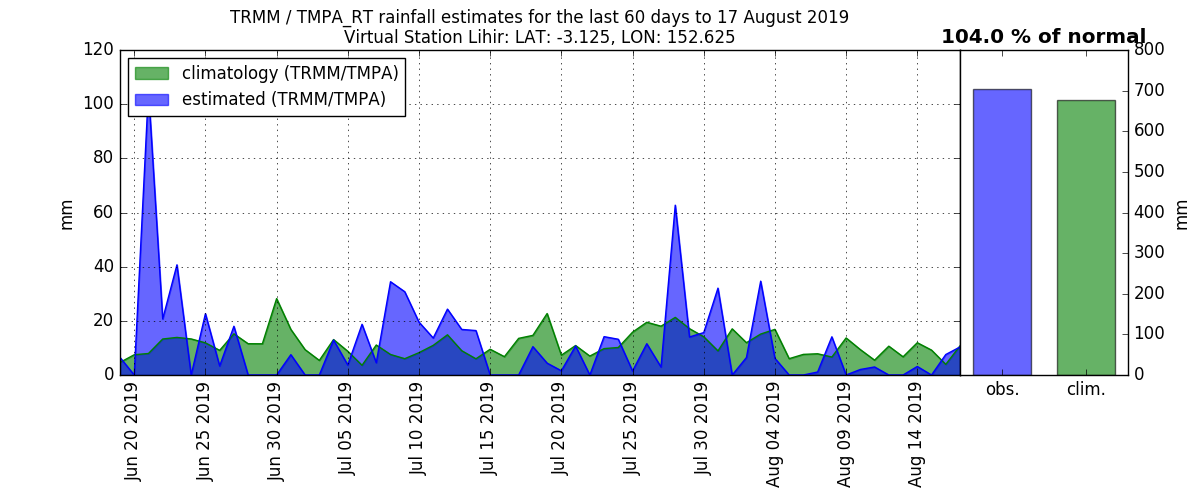 TRMM / TMPA_RT rainfall estimates for the last 60 days to 17 August 2019
Virtual Station Lihir: LAT: -3.125, LON: 152.625
104.0 % of normal
climatology (TRMM/TMPA)
estimated (TRMM/TMPA)
120
100
80
60
40
20
0
mm
Jun 20 2019
Jun 25 2019
Jun 30 2019
Jul 05 2019
Jul 10 2019
Jul 15 2019
Jul 20 2019
Jul 25 2019
Jul 30 2019
Aug 04 2019
Aug 09 2019
Aug 14 2019
800
700
600
500
400
300
200
100
0
mm
obs.
clim.